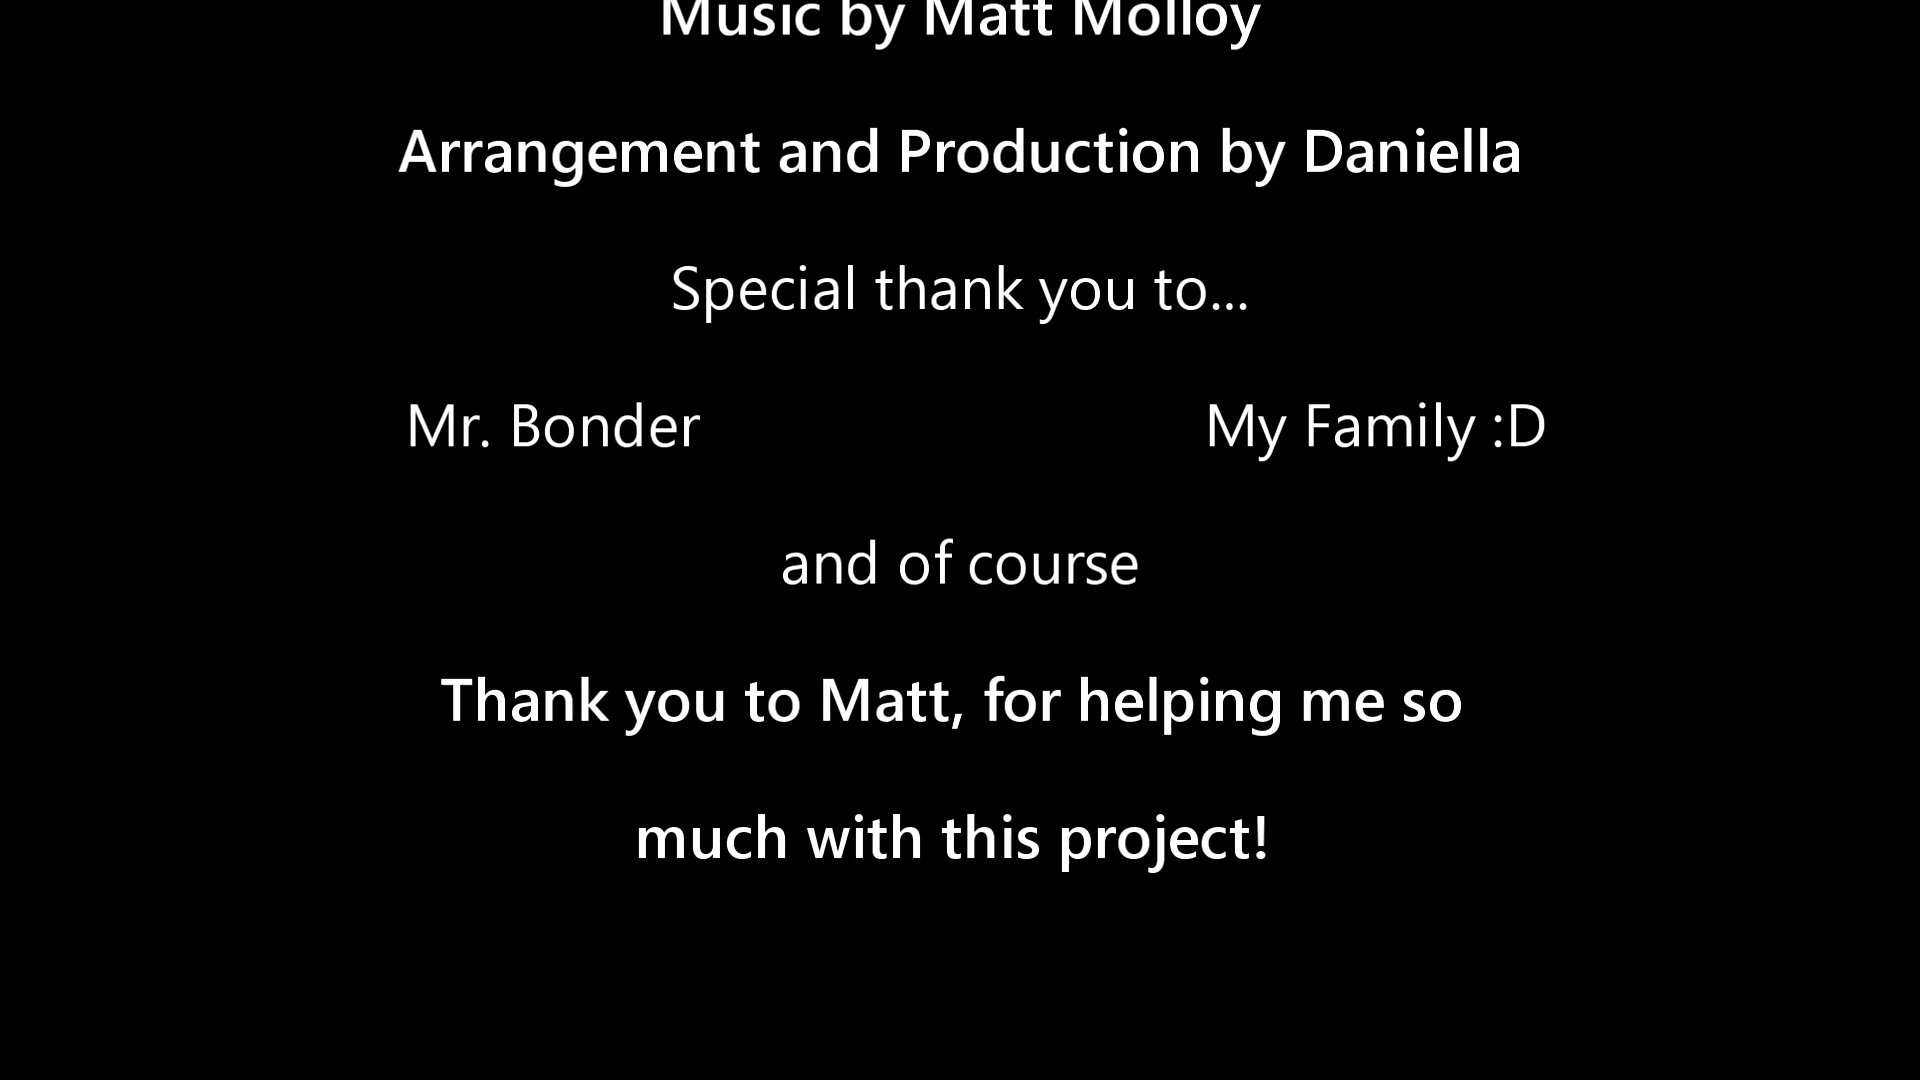 Music by Matt Molloy
Arrangement and Production by Daniella
Special thank you to...
Mr. Bonder My Family :D
and of course
Thank you to Matt, for helping me so
much with this project!